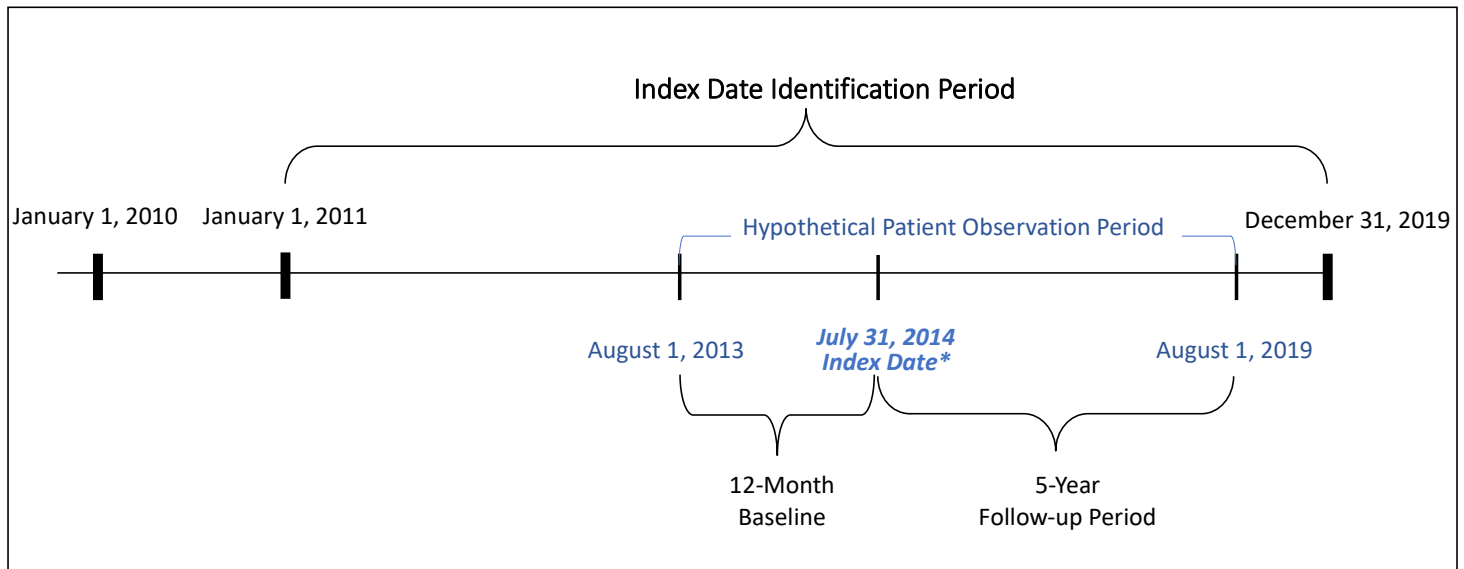 Index Date Identification Period
January 1, 2010
January 1, 2011
Hypothetical Patient Observation Period
December 31, 2019
August 1, 2013
July 31, 2014
Index Date*
August 1, 2019
12-Month
Baseline
5-Year
Follow-up Period